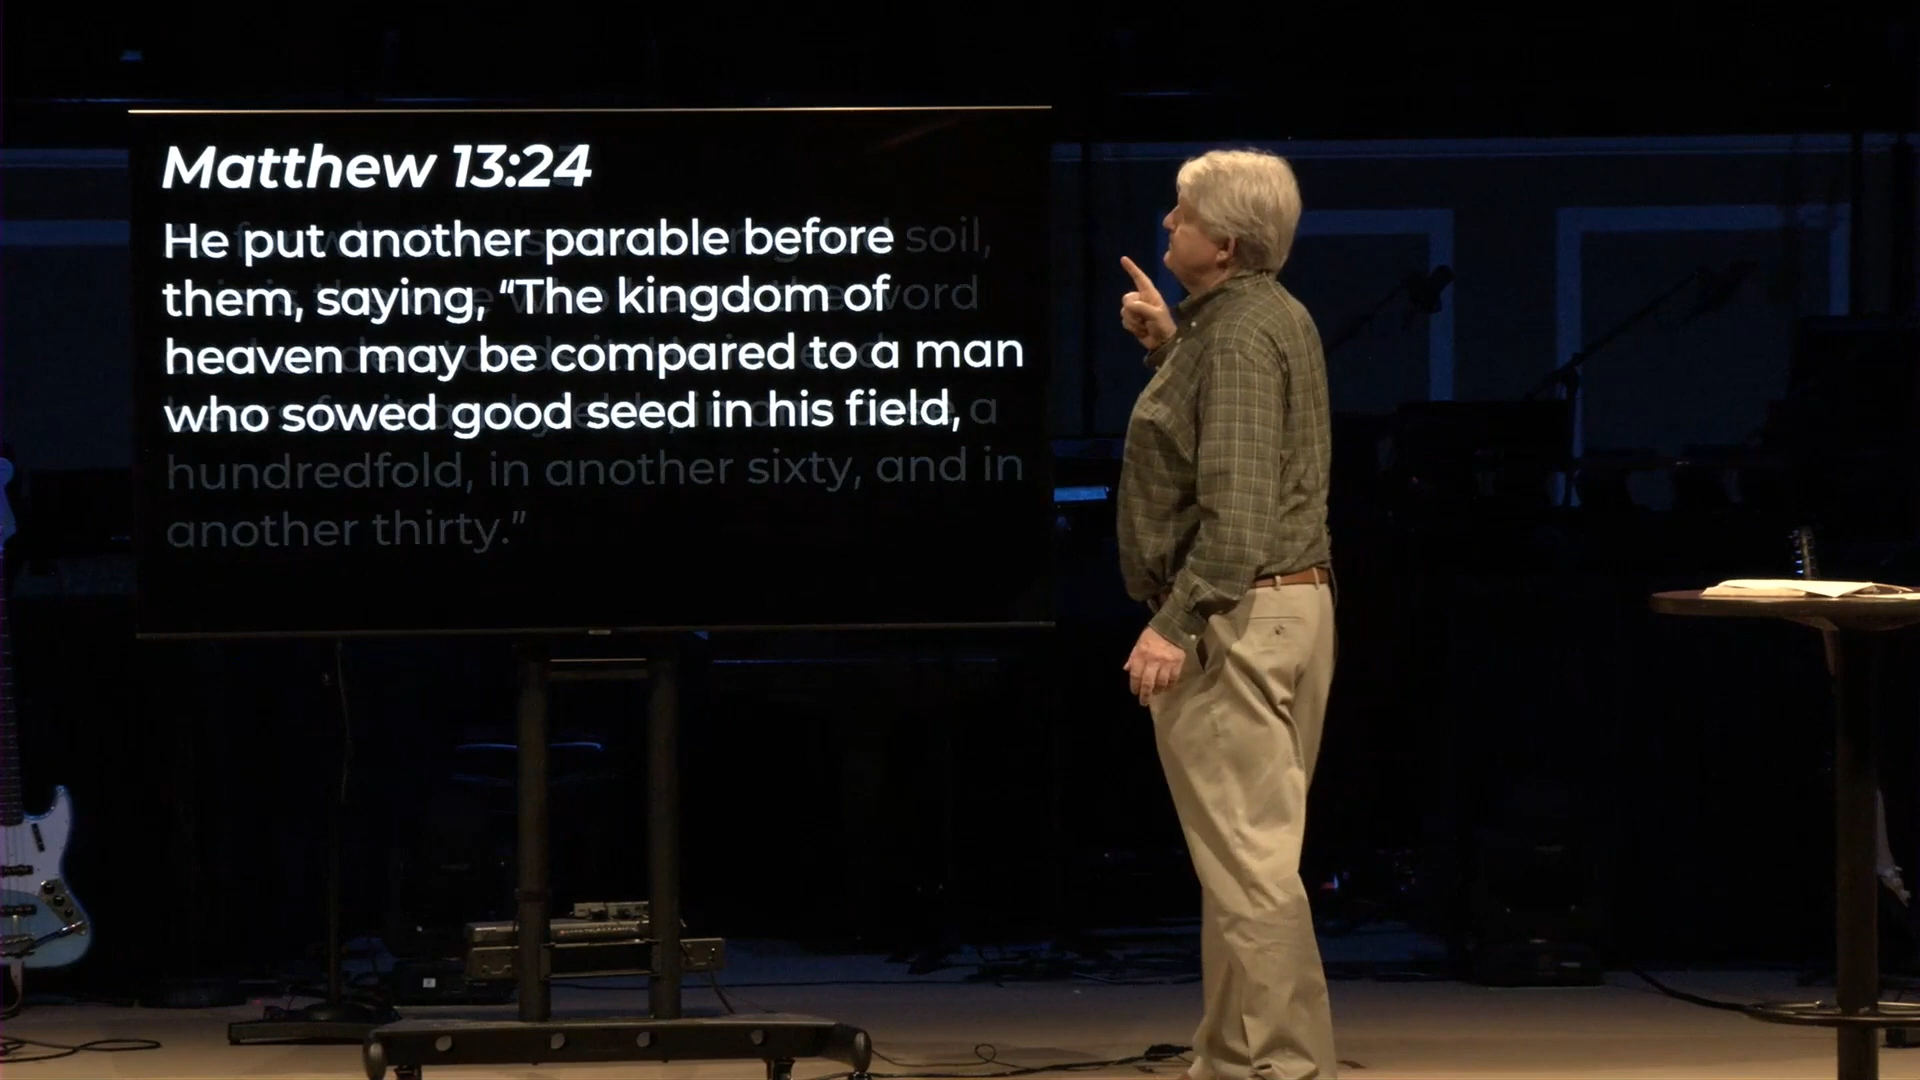 Matthew 13:24
He put another parable before
them, saying, “The kingdom of
heaven may be compared to a man
who sowed good seed in his field,
soil,
word
a
hundredfold, in another sixty, and in
another thirty.”